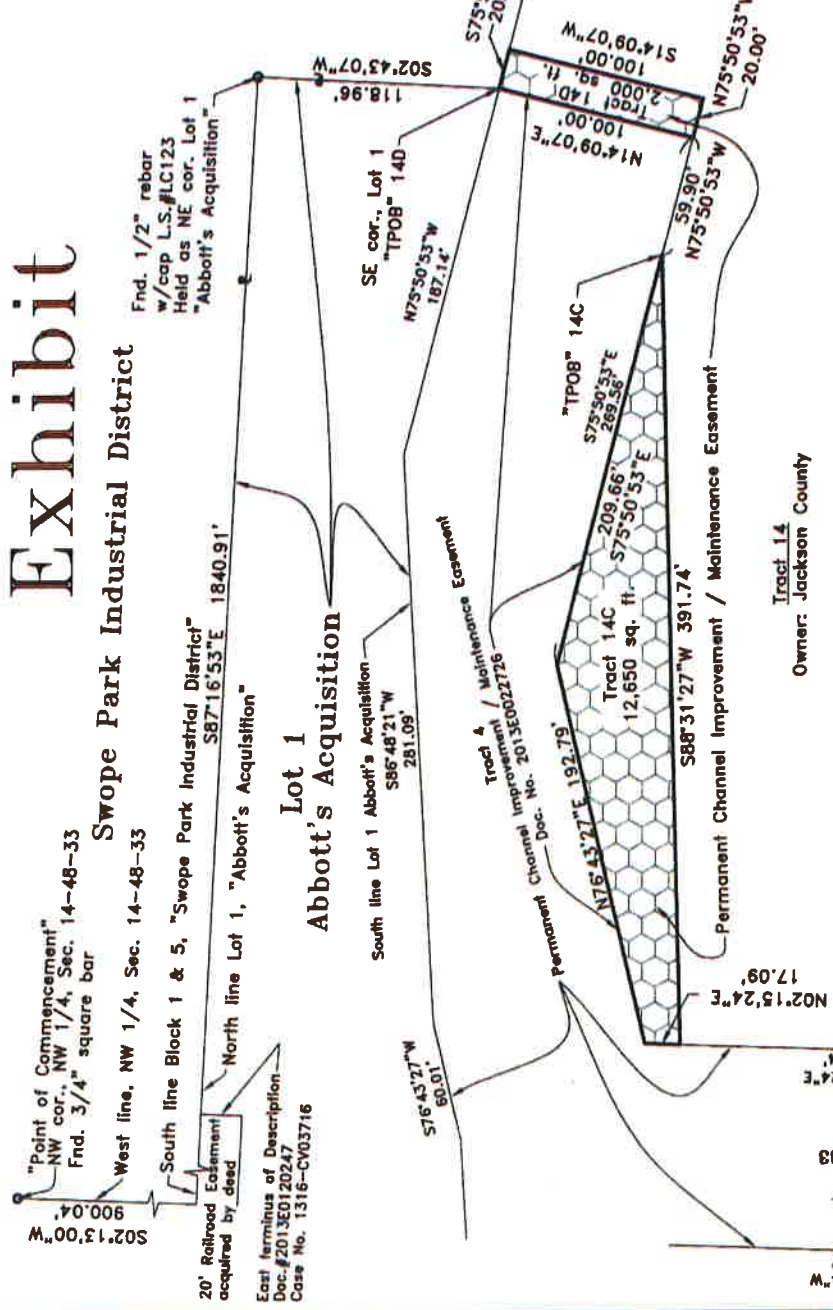 Exhibit
Swope Park Industrial District
"Point of Commencement"
NW cor., NW 1/4, Sec. 14-48-33
Fnd. 3/4" square bar
West line, NW 1/4, Sec. 14-48-33
S02°13'00"W
900.04'
South line Block 1 & 5, "Swope Park Industrial District"
S87°16'53"E 1840.91'
North line Lot 1, "Abbott's Acquisition"
20' Railroad Easement
acquired by deed
East terminus of Description
Doc.#2013E0120247
Case No. 1316-CV03716
Fnd. 1/2" rebar
w/cap L.S.#LC123
Held as NE cor. Lot 1
"Abbott's Acquisition"
S02°43'07"W
118.96'
Lot 1
Abbott's Acquisition
South line Lot 1 Abbott's Acquisition
S86°48'21"W
281.09'
S76°43'27"W
60.01'
SE cor., Lot 1
"TPOB" 14D
N75°50'53"W
187.14'
S75°
20.
S14°09'07"W
100.00'
Tract 14D
2,000 sq. ft.
100.00'
N14°09'07"E
N75°50'53"W
20.00'
59.90'
N75°50'53"W
"TPOB" 14C
S75°50'53"E
269.56'
209.66'
S75°50'53"E
Tract 4
Permanent Channel Improvement / Maintenance Easement
Doc. No. 2013E0022726
N76°43'27"E 192.79'
Tract 14C
12,650 sq. ft.
S88°31'27"W 391.74'
Permanent Channel Improvement / Maintenance Easement
N02°15'24"E
17.09'
Tract 14
Owner: Jackson County